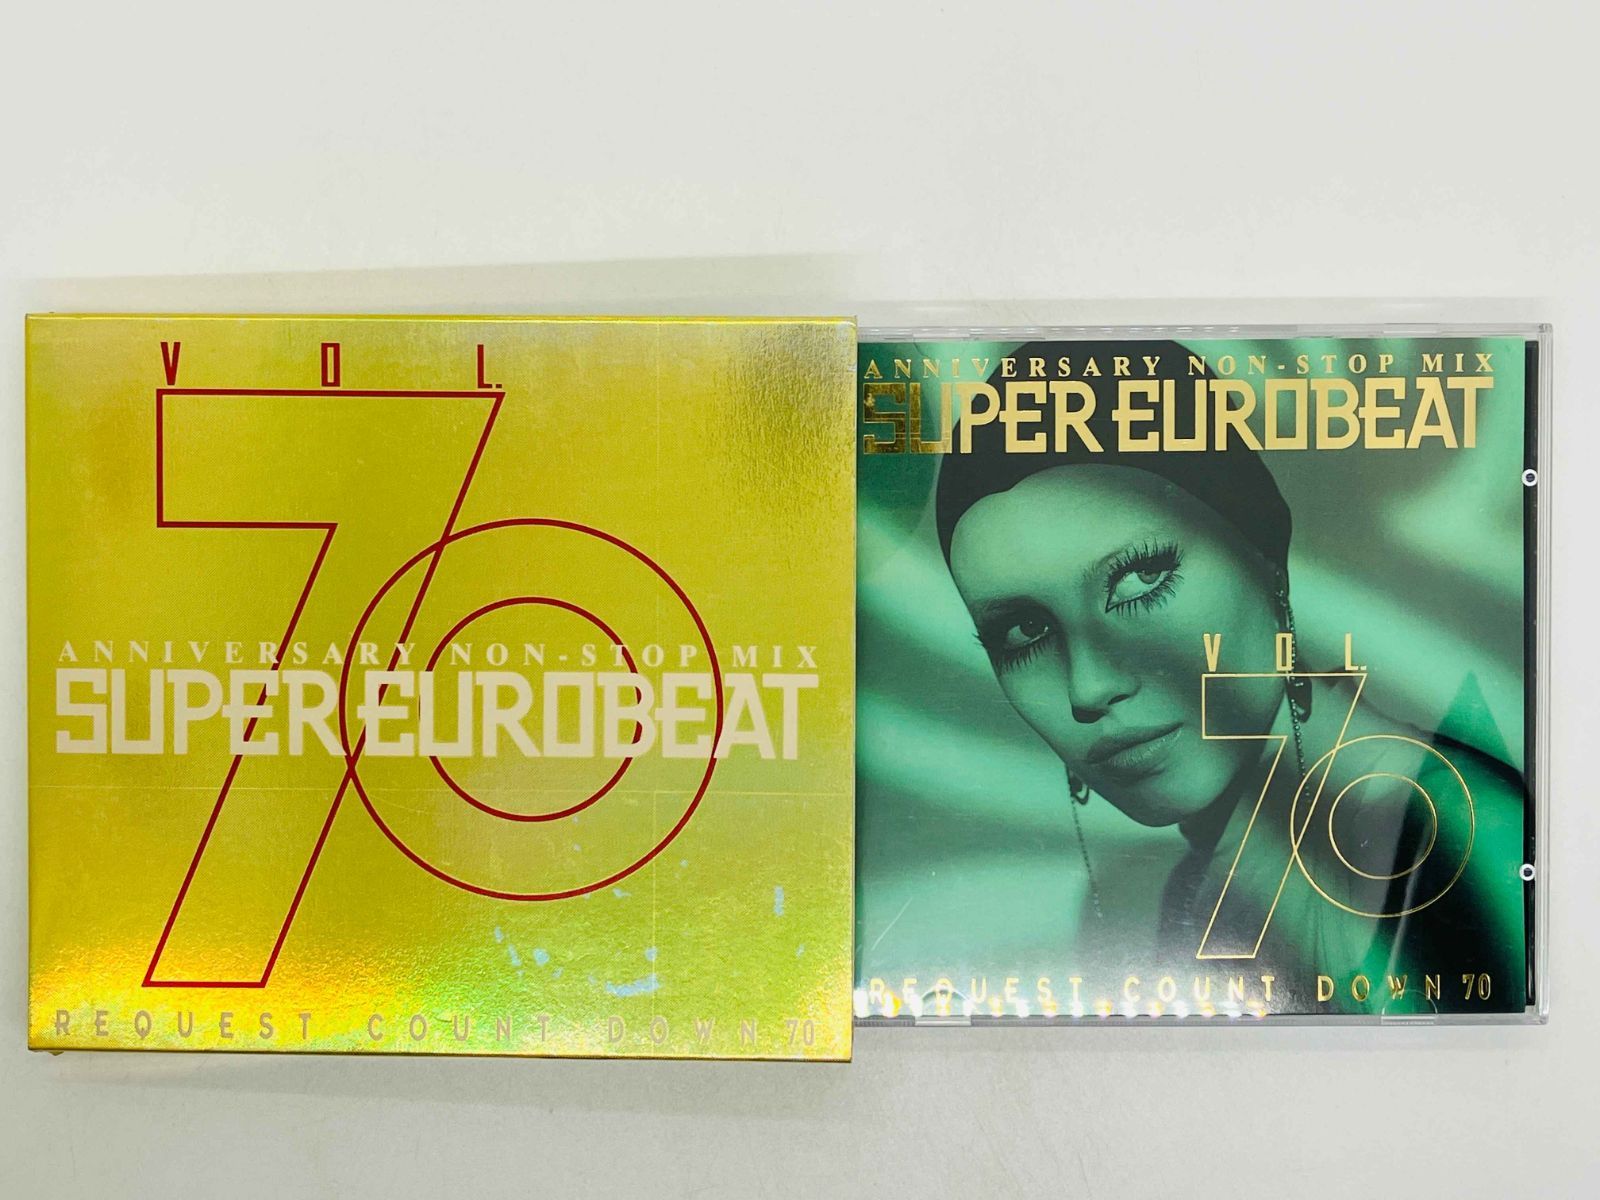 VOL.
70
ANNIVERSARY NON-STOP MIX
SUPER EUROBEAT
REQUEST COUNT DOWN 70
ANNIVERSARY NON-STOP MIX
SUPER EUROBEAT
VOL.
70
REQUEST COUNT DOWN 70